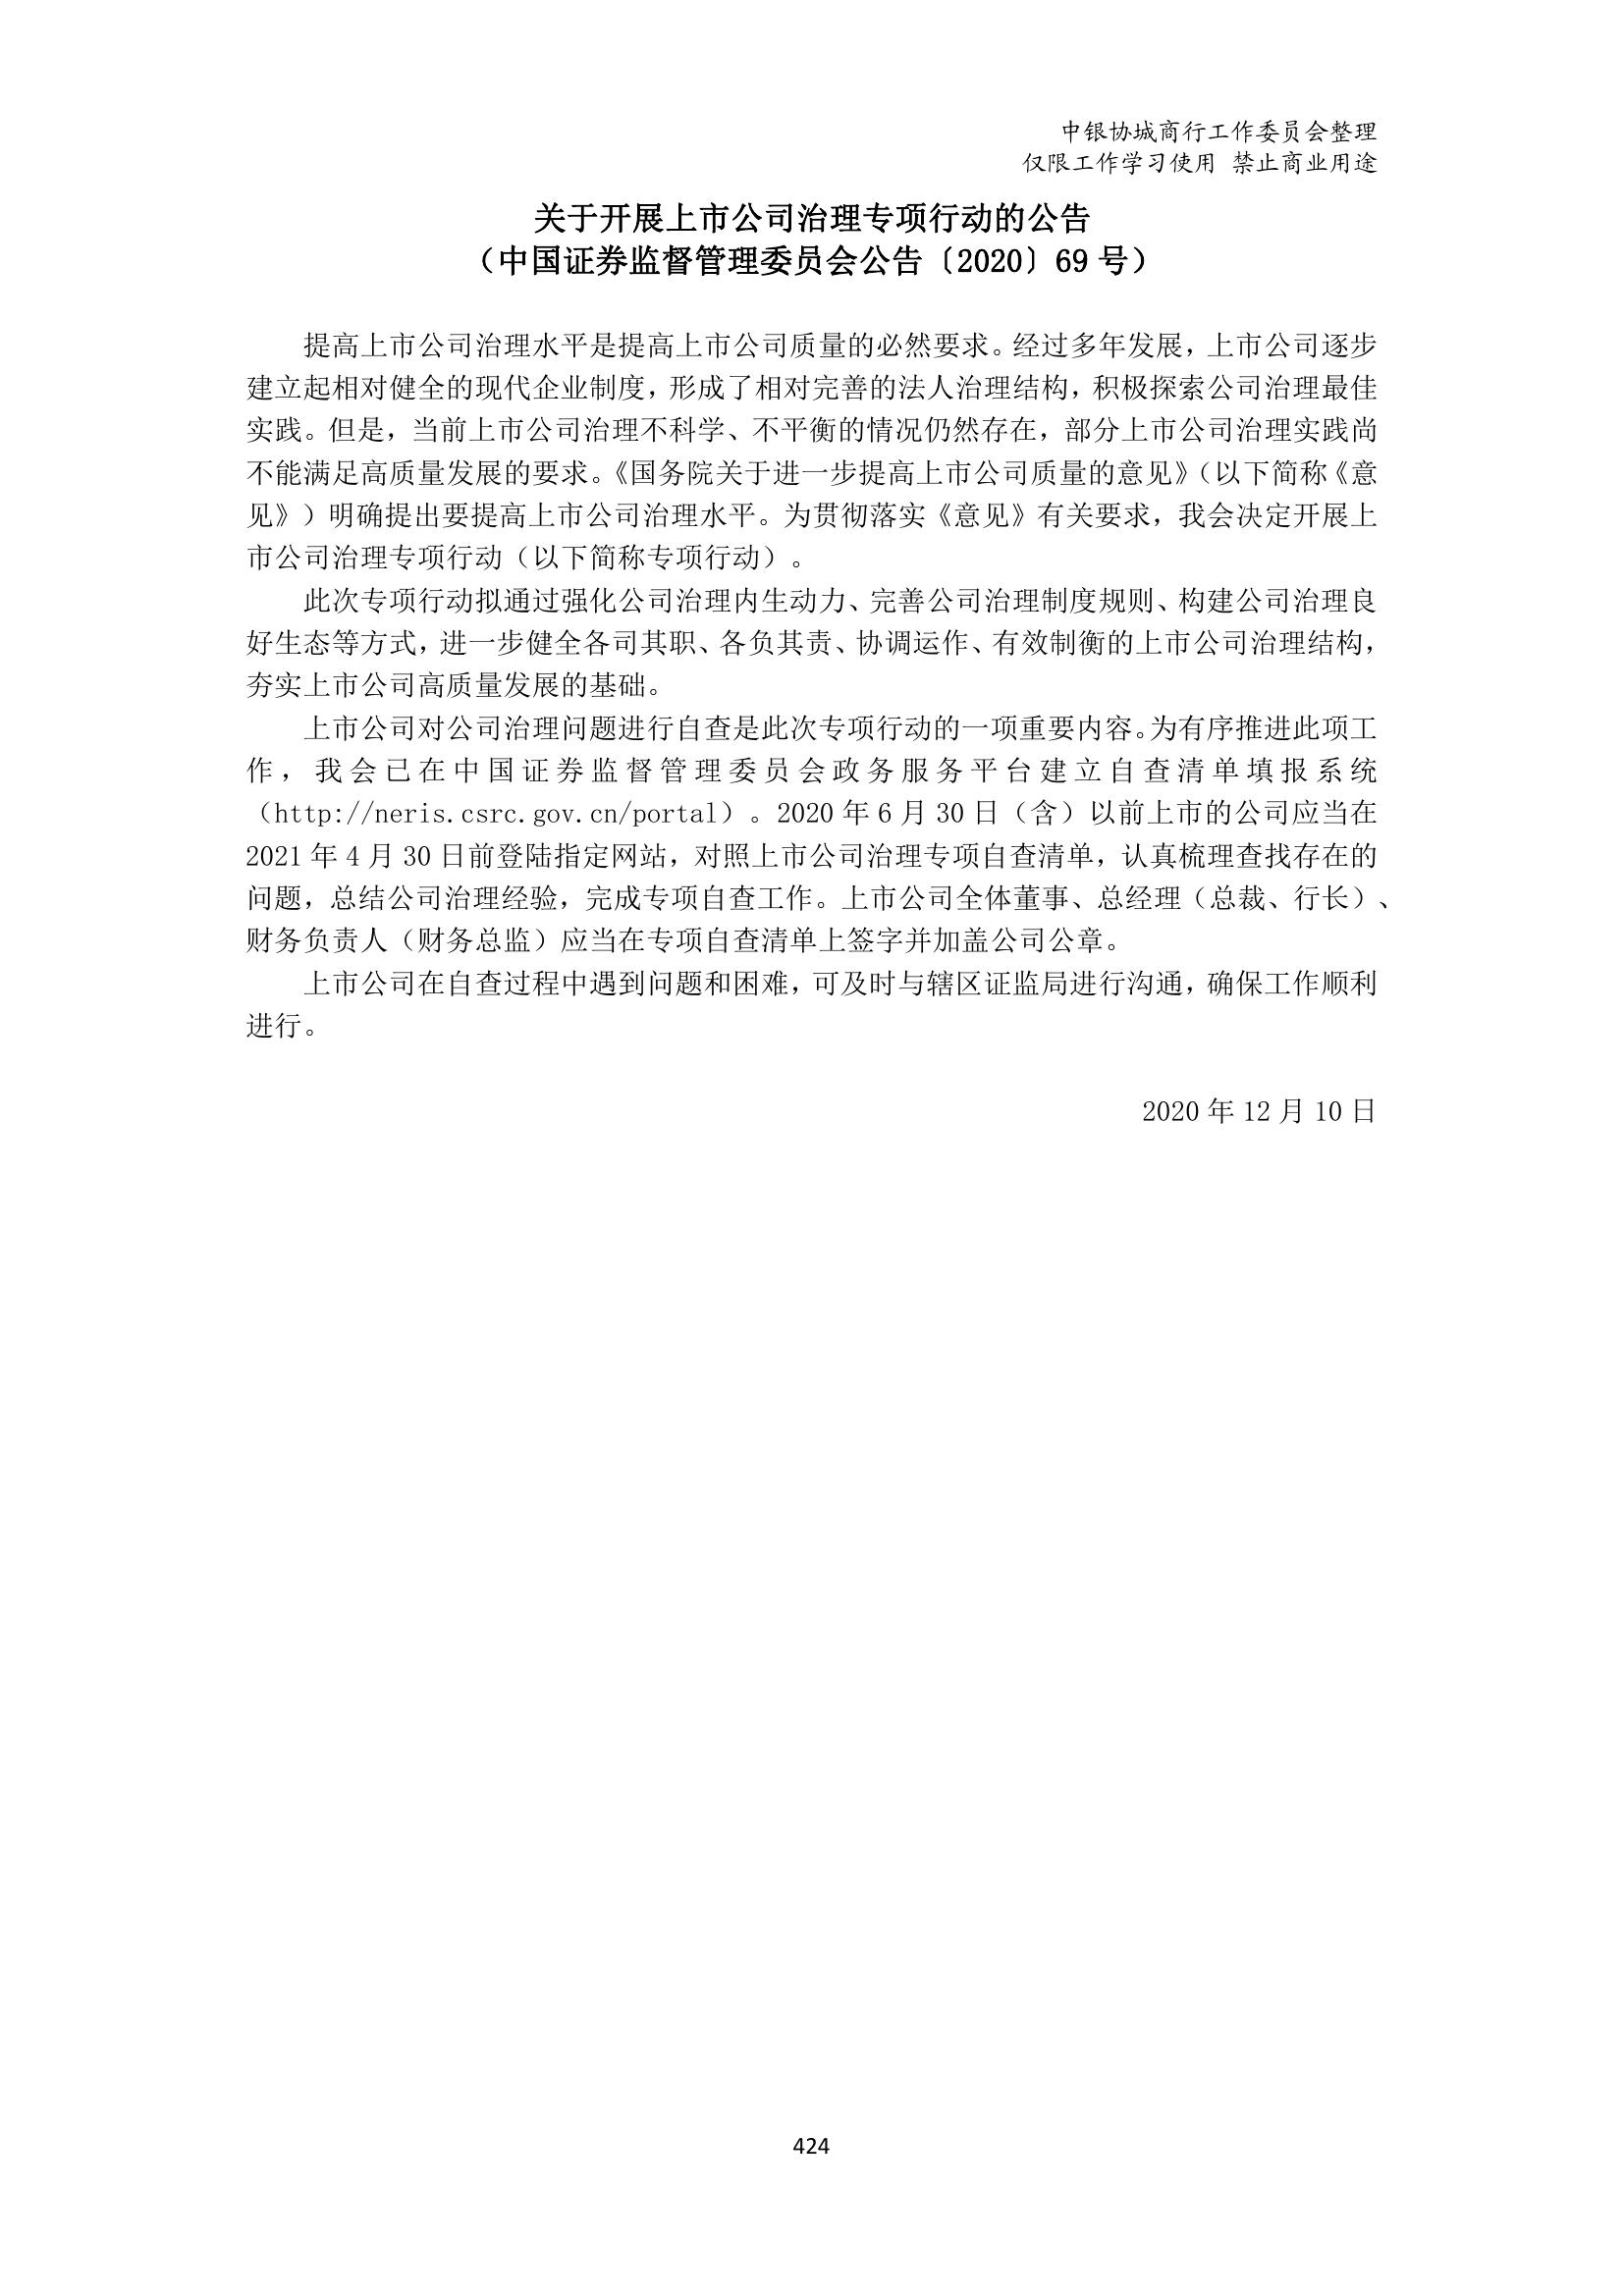 中银协城商行工作委员会整理
仅限工作学习使用 禁止商业用途
关于开展上市公司治理专项行动的公告
（中国证券监督管理委员会公告〔2020〕69 号）
提高上市公司治理水平是提高上市公司质量的必然要求。经过多年发展，上市公司逐步
建立起相对健全的现代企业制度，形成了相对完善的法人治理结构，积极探索公司治理最佳
实践。但是，当前上市公司治理不科学、不平衡的情况仍然存在，部分上市公司治理实践尚
不能满足高质量发展的要求。《国务院关于进一步提高上市公司质量的意见》（以下简称《意
见》）明确提出要提高上市公司治理水平。为贯彻落实《意见》有关要求，我会决定开展上
市公司治理专项行动（以下简称专项行动）。
此次专项行动拟通过强化公司治理内生动力、完善公司治理制度规则、构建公司治理良
好生态等方式，进一步健全各司其职、各负其责、协调运作、有效制衡的上市公司治理结构，
夯实上市公司高质量发展的基础。
上市公司对公司治理问题进行自查是此次专项行动的一项重要内容。为有序推进此项工
作，我会已在中国证券监督管理委员会政务服务平台建立自查清单填报系统
（http://neris.csrc.gov.cn/portal）。2020 年 6 月 30 日（含）以前上市的公司应当在
2021 年 4 月 30 日前登陆指定网站，对照上市公司治理专项自查清单，认真梳理查找存在的
问题，总结公司治理经验，完成专项自查工作。上市公司全体董事、总经理（总裁、行长）、
财务负责人（财务总监）应当在专项自查清单上签字并加盖公司公章。
上市公司在自查过程中遇到问题和困难，可及时与辖区证监局进行沟通，确保工作顺利
进行。
2020 年 12 月 10 日
424